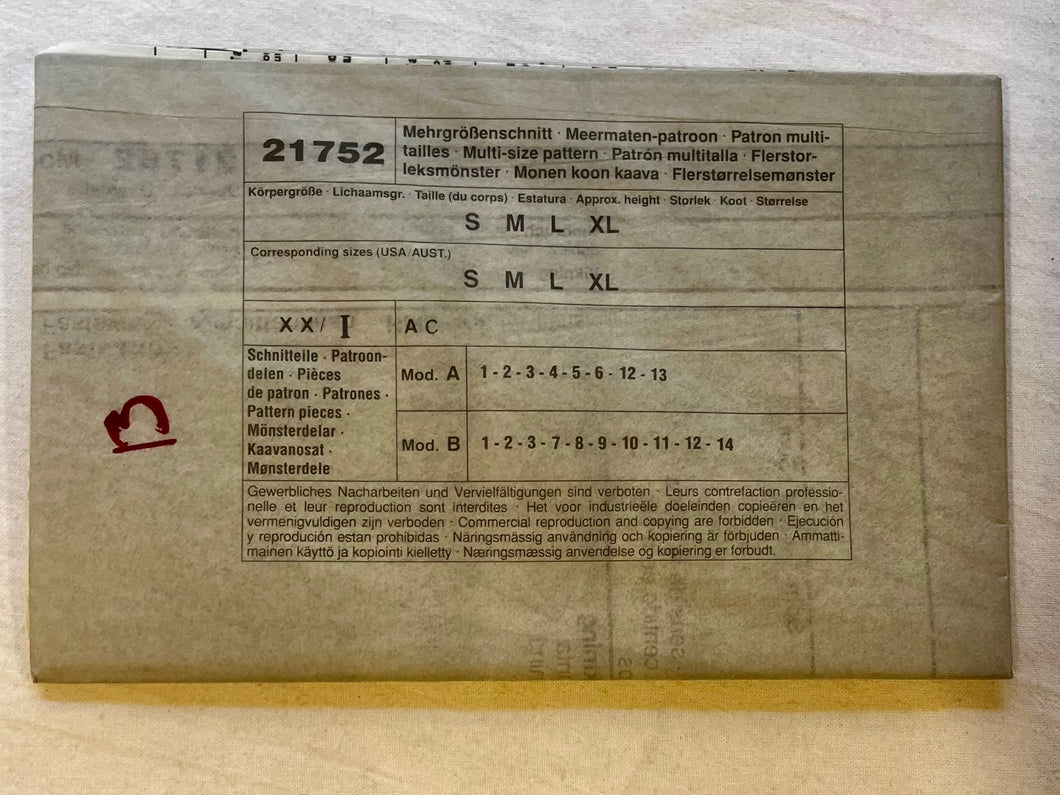 21752
Mehrgrößenschnitt · Meermaten-patroon · Patron multi-
tailles · Multi-size pattern · Patrón multitalla · Flerstor-
leksmönster · Monen koon kaava · Flerstørrelsemønster
Körpergröße · Lichaamsgr. · Taille (du corps) · Estatura · Approx. height · Storlek · Koot · Størrelse
S M L XL
Corresponding sizes (USA/AUST.)
S M L XL
XX/ I
A C
Schnitteile · Patroon-
delen · Pièces
de patron · Patrones ·
Pattern pieces ·
Mönsterdelar ·
Kaavanosat ·
Mønsterdele
Mod. A 1 - 2 - 3 - 4 - 5 - 6 - 12 - 13
Mod. B 1 - 2 - 3 - 7 - 8 - 9 - 10 - 11 - 12 - 14
Gewerbliches Nacharbeiten und Vervielfältigungen sind verboten · Leurs contrefaction professio-
nelle et leur reproduction sont interdites · Het voor industrieële doeleinden copieëren en het
vermenigvuldigen zijn verboden · Commercial reproduction and copying are forbidden · Ejecución
y reprodución estan prohibidas · Näringsmässig användning och kopiering är förbjuden · Ammatti-
mainen käyttö ja kopiointi kielletty · Næringsmæssig anvendelse og kopiering er forbudt.